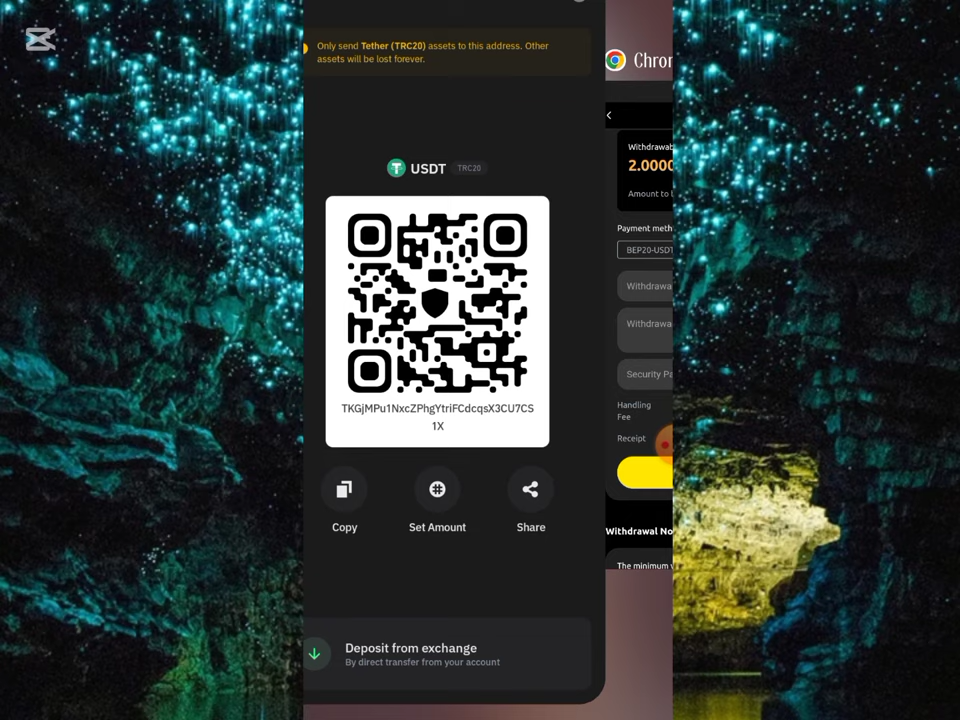 Only send Tether (TRC20) assets to this address. Other
assets will be lost forever.
USDT TRC20
TKGjMPu1NxcZPhgYtriFCdcqsX3CU7CS
1X
Copy
Set Amount
Share
Deposit from exchange
By direct transfer from your account
Chrom
Withdrawab
2.0000
Amount to
Payment meth
BEP20-USDT
Withdrawa
Withdrawa
Security Pa
Handling
Fee
Receipt
Withdrawal No
The minimum